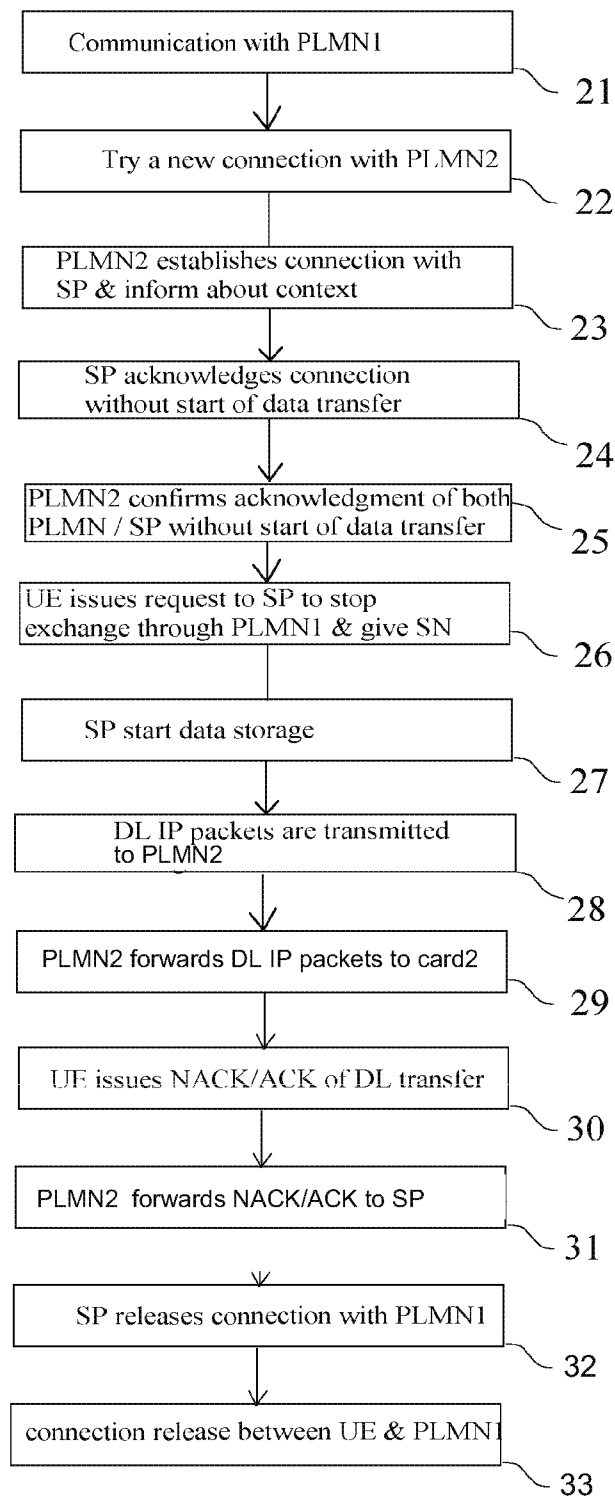 Communication with PLMN1
21
Try a new connection with PLMN2
22
PLMN2 establishes connection with
SP & inform about context
23
SP acknowledges connection
without start of data transfer
24
PLMN2 confirms acknowledgment of both
PLMN / SP without start of data transfer
25
UE issues request to SP to stop
exchange through PLMN1 & give SN
26
SP start data storage
27
DL IP packets are transmitted
to PLMN2
28
PLMN2 forwards DL IP packets to card2
29
UE issues NACK/ACK of DL transfer
30
PLMN2 forwards NACK/ACK to SP
31
SP releases connection with PLMN1
32
connection release between UE & PLMN1
33